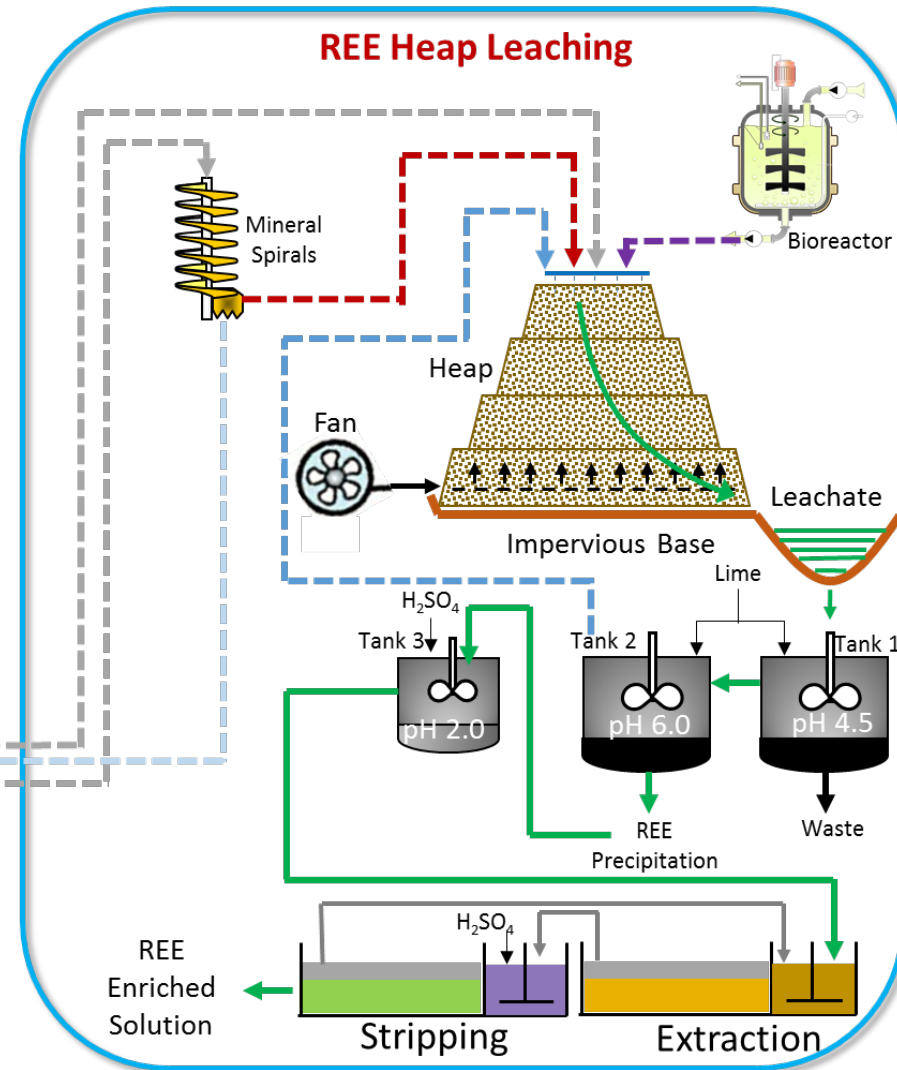 REE Heap Leaching
Mineral
Spirals
Bioreactor
Heap
Fan
Leachate
Impervious Base
Lime
H₂SO₄
Tank 3
Tank 2
Tank 1
pH 2.0
pH 6.0
pH 4.5
REE
Precipitation
Waste
H₂SO₄
REE
Enriched
Solution
Stripping
Extraction